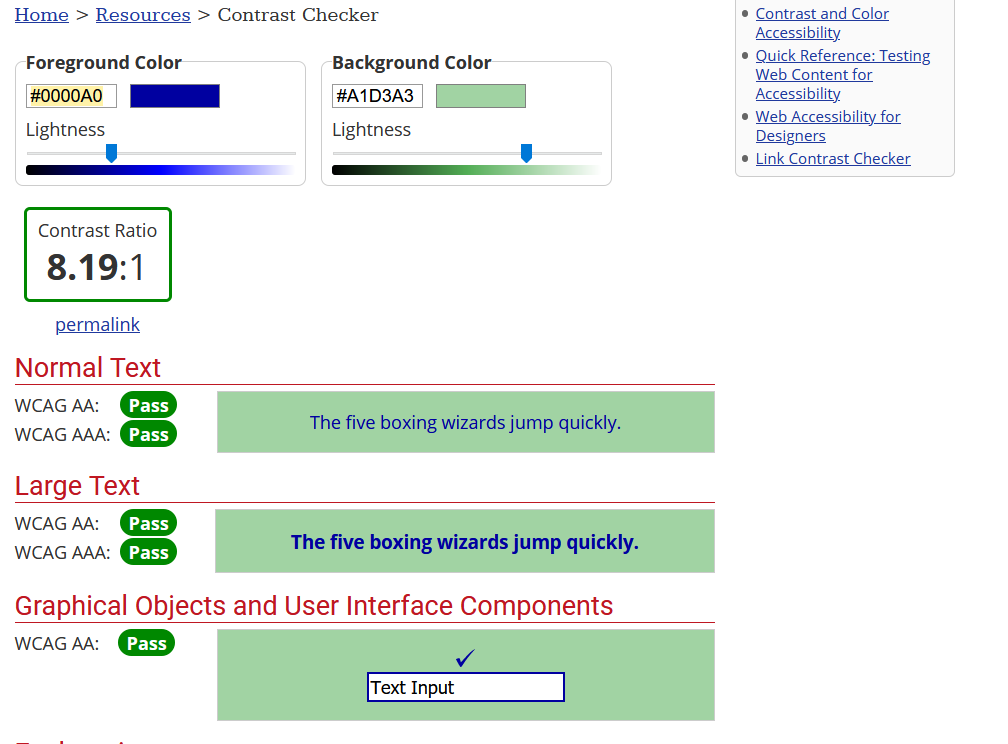 Home > Resources > Contrast Checker
Contrast and Color
Accessibility
Quick Reference: Testing
Web Content for
Accessibility
Web Accessibility for
Designers
Link Contrast Checker
Foreground Color
#0000A0
Lightness
Background Color
#A1D3A3
Lightness
Contrast Ratio
8.19:1
permalink
Normal Text
WCAG AA: Pass
WCAG AAA: Pass
The five boxing wizards jump quickly.
Large Text
WCAG AA: Pass
WCAG AAA: Pass
The five boxing wizards jump quickly.
Graphical Objects and User Interface Components
WCAG AA: Pass
✓
Text Input